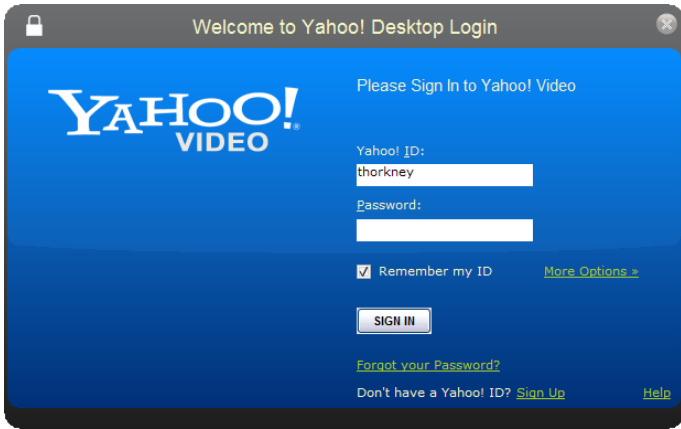 Welcome to Yahoo! Desktop Login
YAHOO!®
VIDEO
Please Sign In to Yahoo! Video
Yahoo! ID:
thorkney
Password:
Remember my ID
More Options »
SIGN IN
Forgot your Password?
Don't have a Yahoo! ID? Sign Up
Help